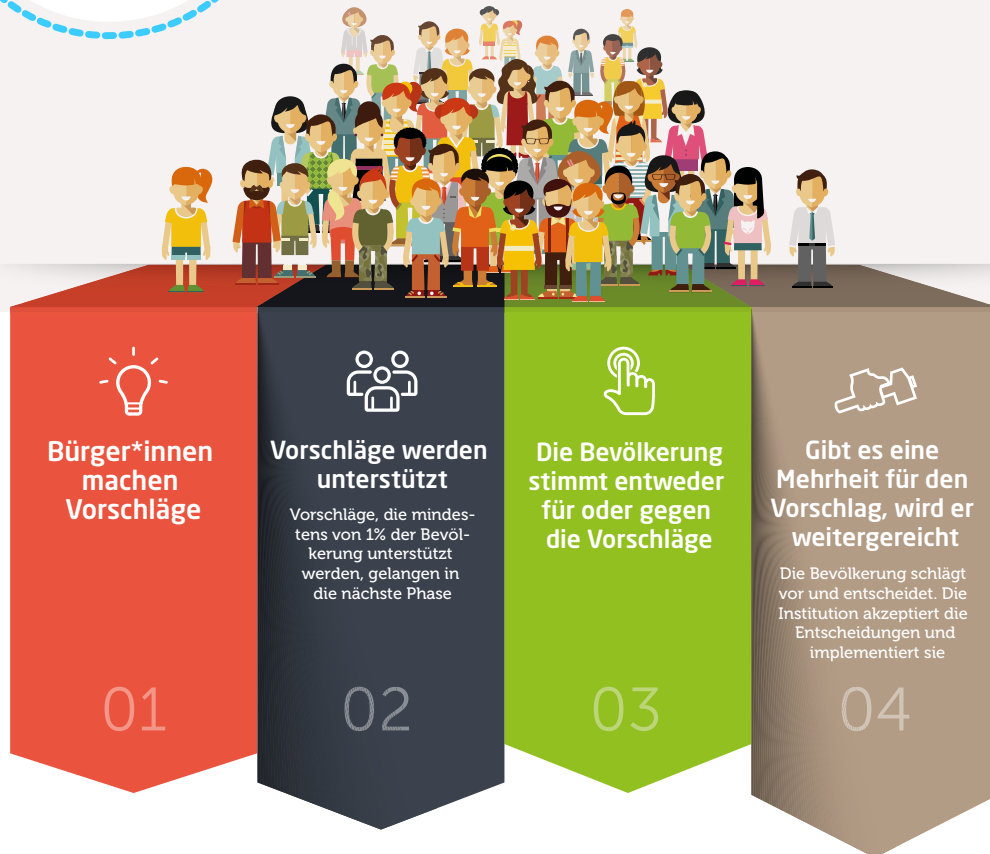 Bürger*innen
machen
Vorschläge
01
Vorschläge werden
unterstützt
Vorschläge, die mindes-
tens von 1% der Bevöl-
kerung unterstützt
werden, gelangen in
die nächste Phase
02
Die Bevölkerung
stimmt entweder
für oder gegen
die Vorschläge
03
Gibt es eine
Mehrheit für den
Vorschlag, wird er
weitergereicht
Die Bevölkerung schlägt
vor und entscheidet. Die
Institution akzeptiert die
Entscheidungen und
implementiert sie
04